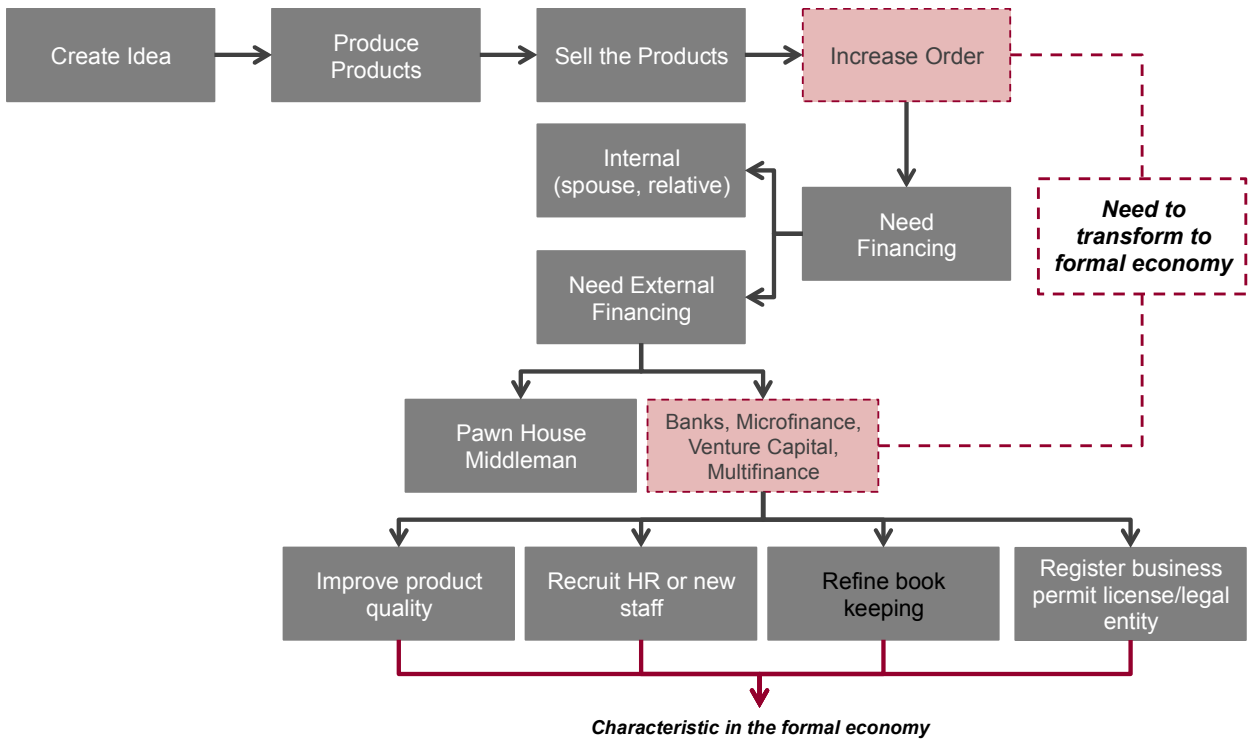 Create Idea
Produce
Products
Sell the Products
Increase Order
Internal
(spouse, relative)
Need
Financing
Need to
transform to
formal economy
Need External
Financing
Pawn House
Middleman
Banks, Microfinance,
Venture Capital,
Multifinance
Improve product
quality
Recruit HR or new
staff
Refine book
keeping
Register business
permit license/legal
entity
Characteristic in the formal economy